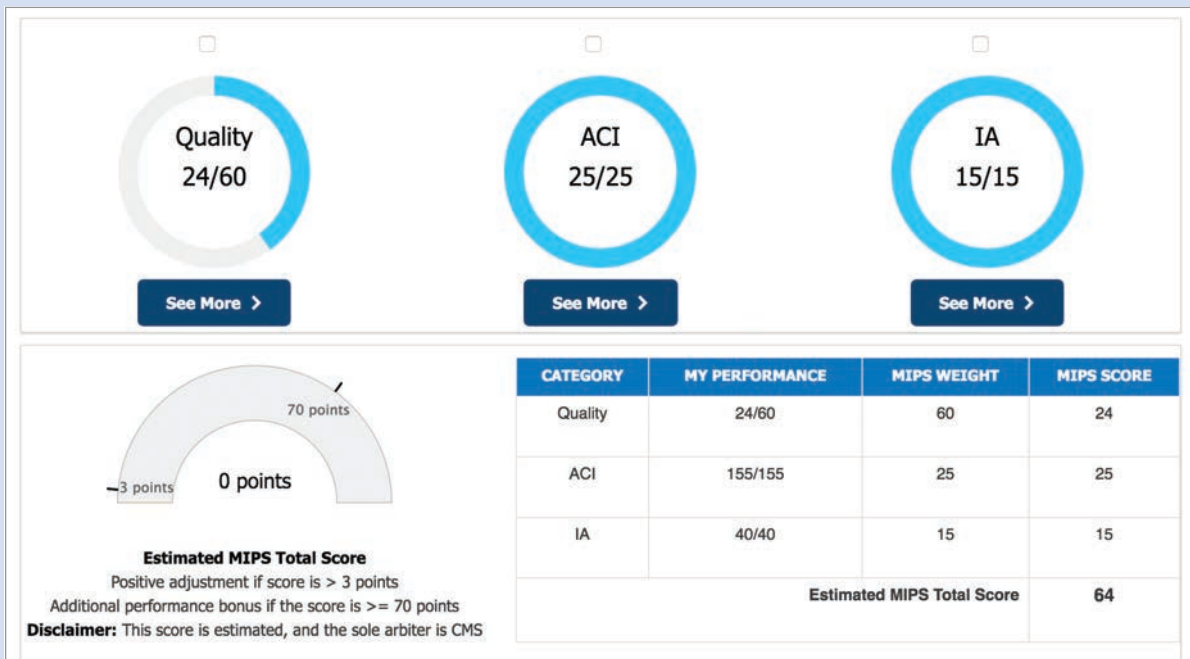 Quality
24/60
ACI
25/25
IA
15/15
See More >
See More >
See More >
70 points
3 points
0 points
Estimated MIPS Total Score
Positive adjustment if score is > 3 points
Additional performance bonus if the score is >= 70 points
Disclaimer: This score is estimated, and the sole arbiter is CMS
CATEGORY MY PERFORMANCE MIPS WEIGHT MIPS SCORE
Quality 24/60 60 24
ACI 155/155 25 25
IA 40/40 15 15
Estimated MIPS Total Score 64